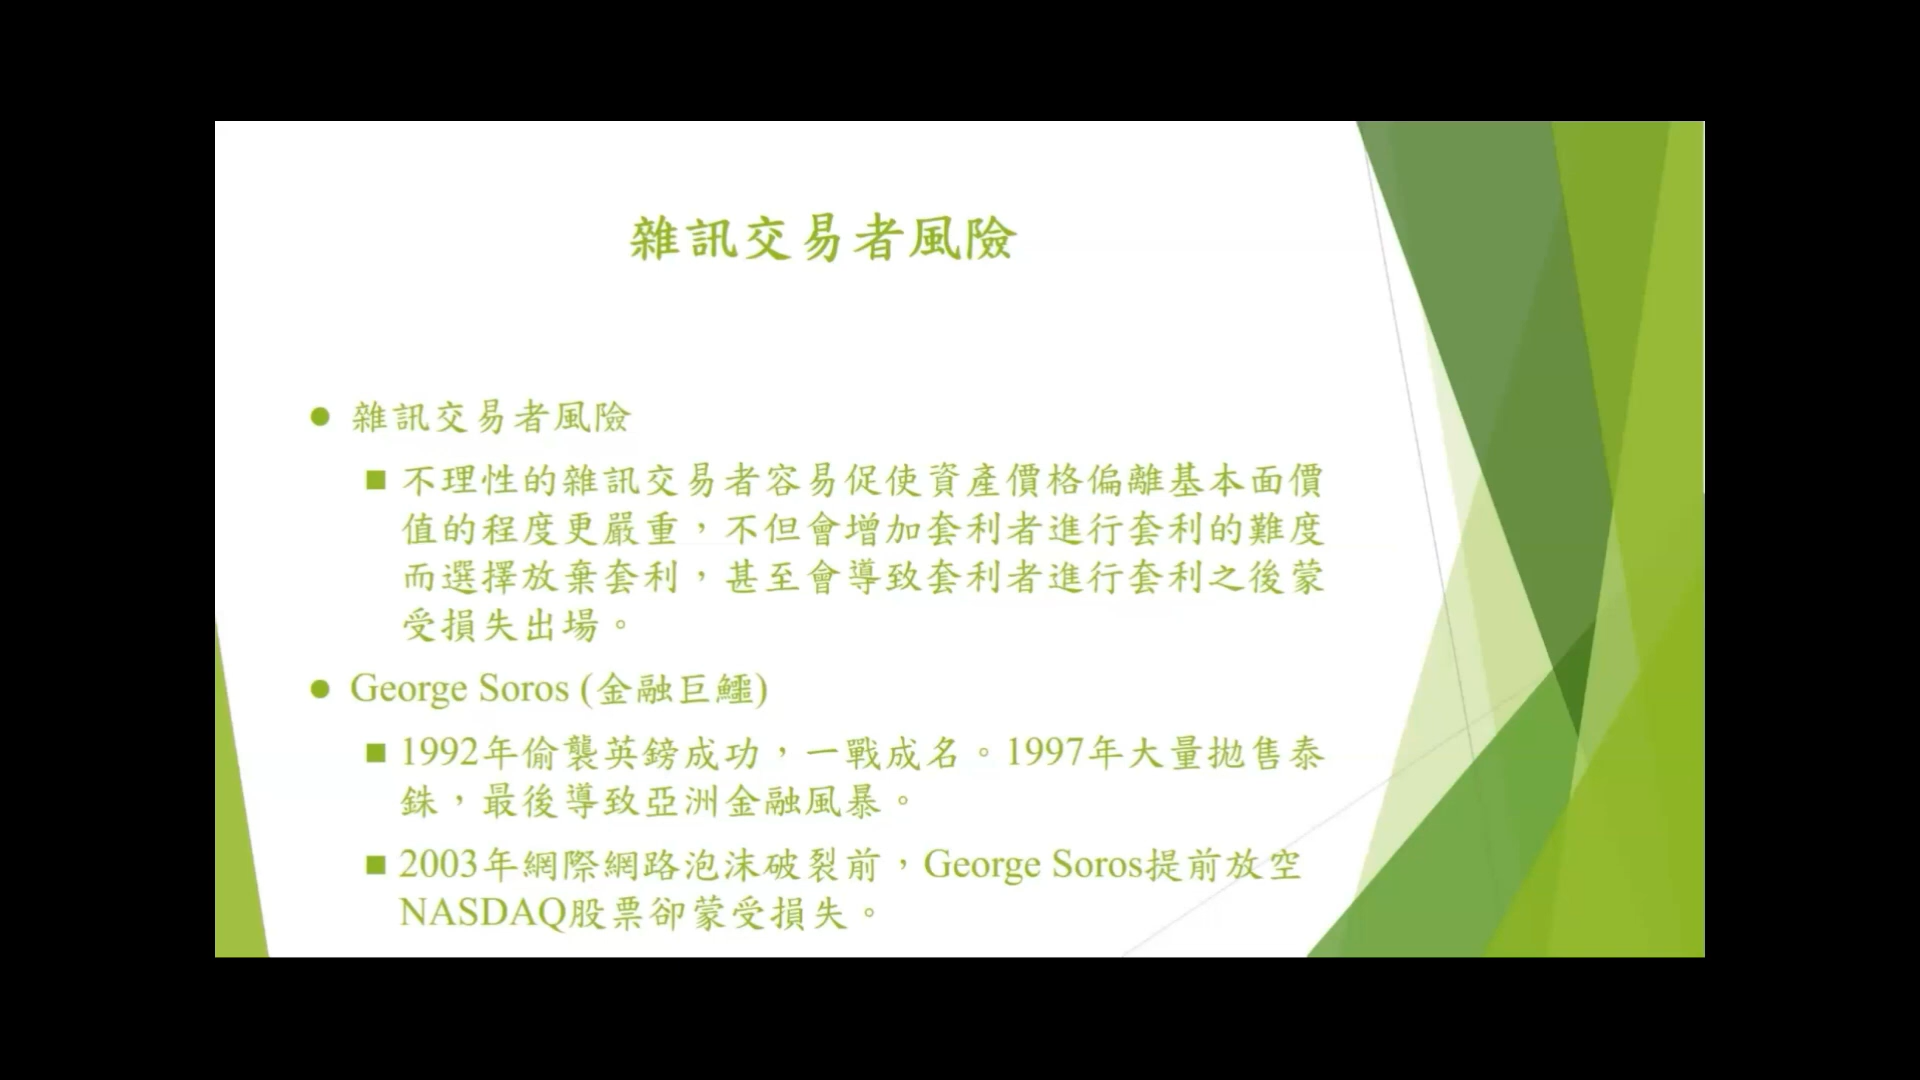 雜訊交易者風險
● 雜訊交易者風險
■ 不理性的雜訊交易者容易促使資產價格偏離基本面價
值的程度更嚴重，不但會增加套利者進行套利的難度
而選擇放棄套利，甚至會導致套利者進行套利之後蒙
受損失出場。
● George Soros (金融巨鱷)
■ 1992年偷襲英鎊成功，一戰成名。1997年大量拋售泰
銖，最後導致亞洲金融風暴。
■ 2003年網際網路泡沫破裂前，George Soros提前放空
NASDAQ股票卻蒙受損失。